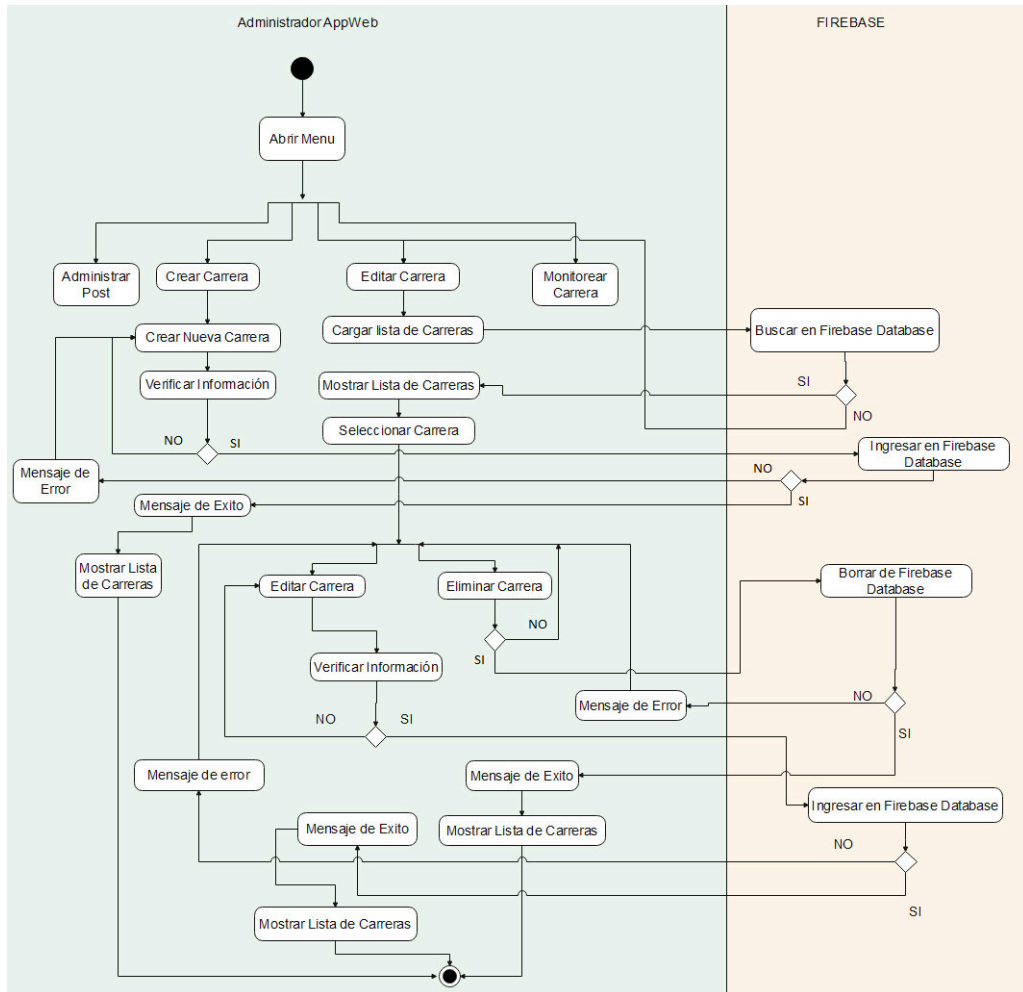 Administrador AppWeb
FIREBASE
Abrir Menu
Administrar
Post
Crear Carrera
Editar Carrera
Monitorear
Carrera
Crear Nueva Carrera
Cargar lista de Carreras
Buscar en Firebase Database
Verificar Información
Mostrar Lista de Carreras
SI
NO
Seleccionar Carrera
NO
SI
Ingresar en Firebase
Database
Mensaje de
Error
NO
SI
Mensaje de Exito
Mostrar Lista
de Carreras
Editar Carrera
Eliminar Carrera
Borrar de Firebase
Database
NO
SI
Verificar Información
Mensaje de Error
NO
SI
NO
SI
Mensaje de error
Mensaje de Exito
Ingresar en Firebase Database
Mensaje de Exito
Mostrar Lista de Carreras
NO
SI
Mostrar Lista de Carreras